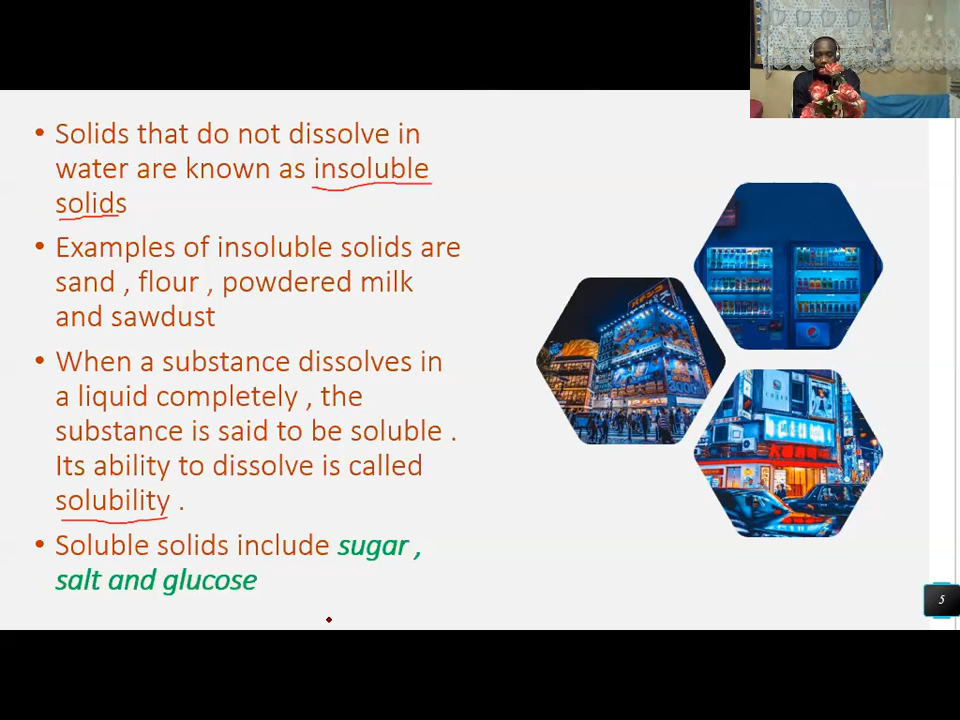 • Solids that do not dissolve in
water are known as insoluble
solids
• Examples of insoluble solids are
sand , flour , powdered milk
and sawdust
• When a substance dissolves in
a liquid completely , the
substance is said to be soluble .
Its ability to dissolve is called
solubility .
• Soluble solids include sugar ,
salt and glucose
5